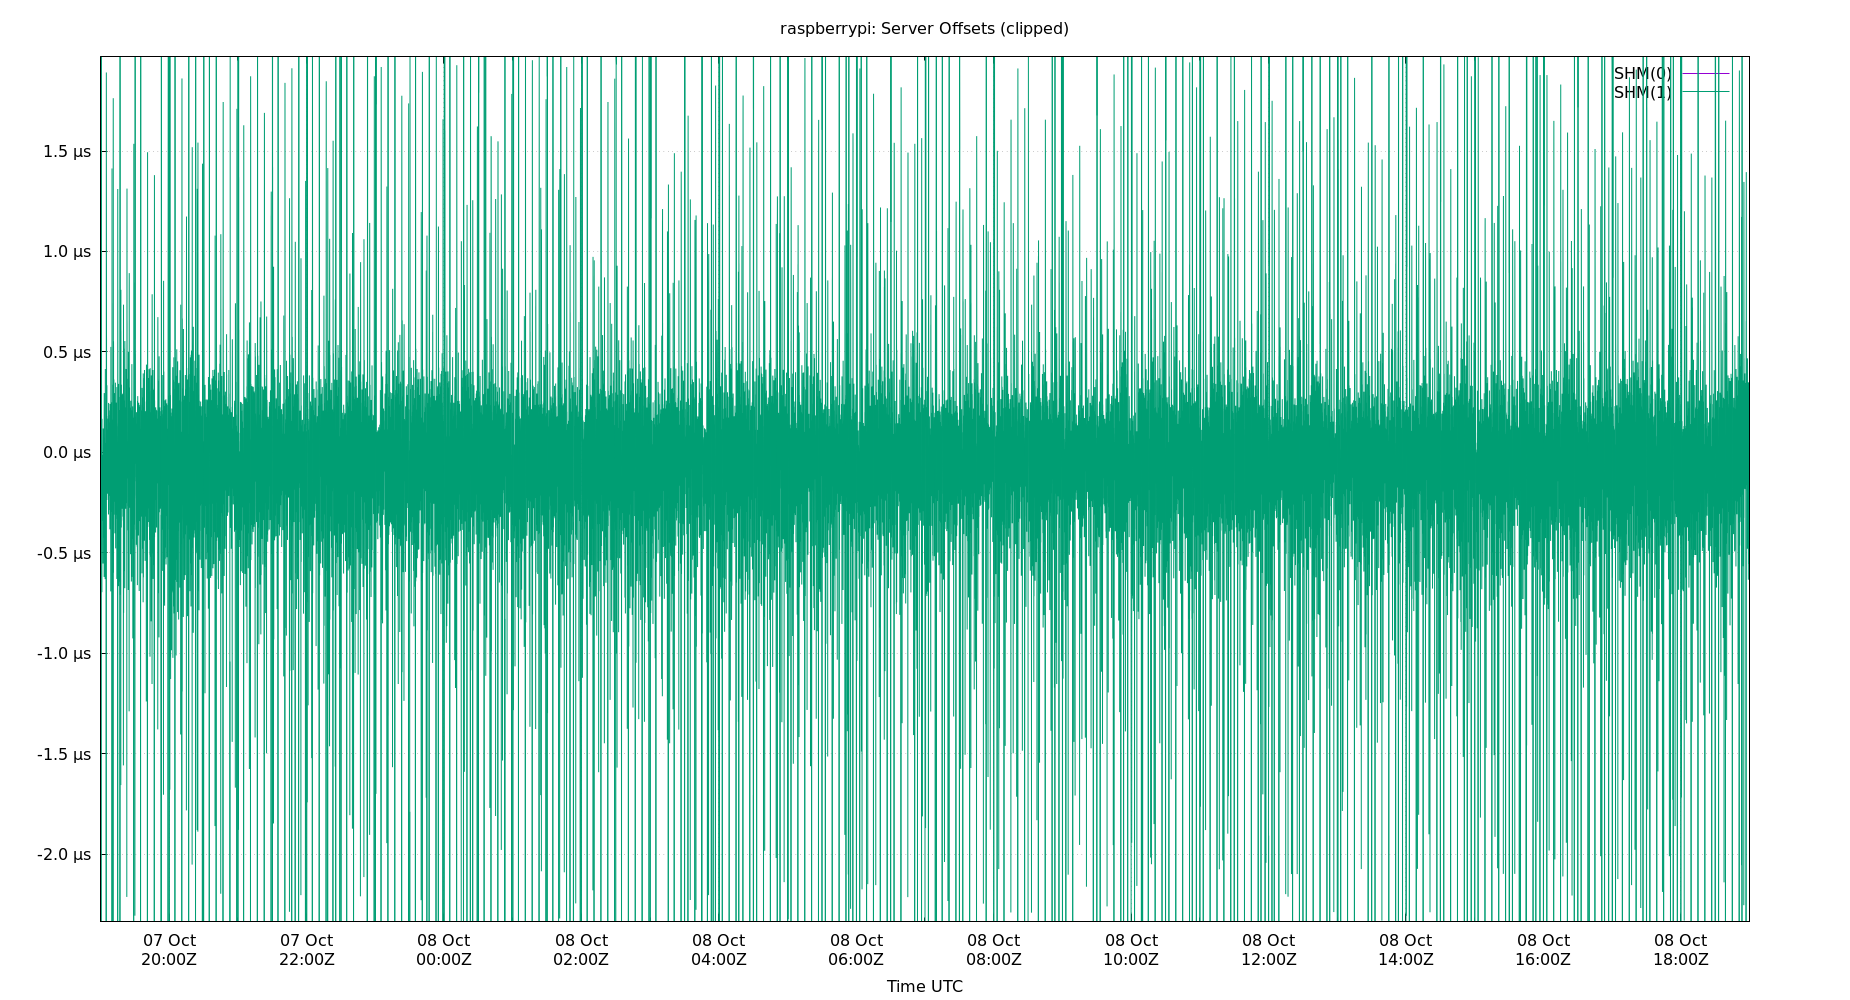 raspberrypi: Server Offsets (clipped)
SHM(0)
SHM(1)
1.5 µs
1.0 µs
0.5 µs
0.0 µs
-0.5 µs
-1.0 µs
-1.5 µs
-2.0 µs
07 Oct 07 Oct 08 Oct 08 Oct 08 Oct 08 Oct 08 Oct 08 Oct 08 Oct 08 Oct 08 Oct 08 Oct
20:00Z 22:00Z 00:00Z 02:00Z 04:00Z 06:00Z 08:00Z 10:00Z 12:00Z 14:00Z 16:00Z 18:00Z
Time UTC